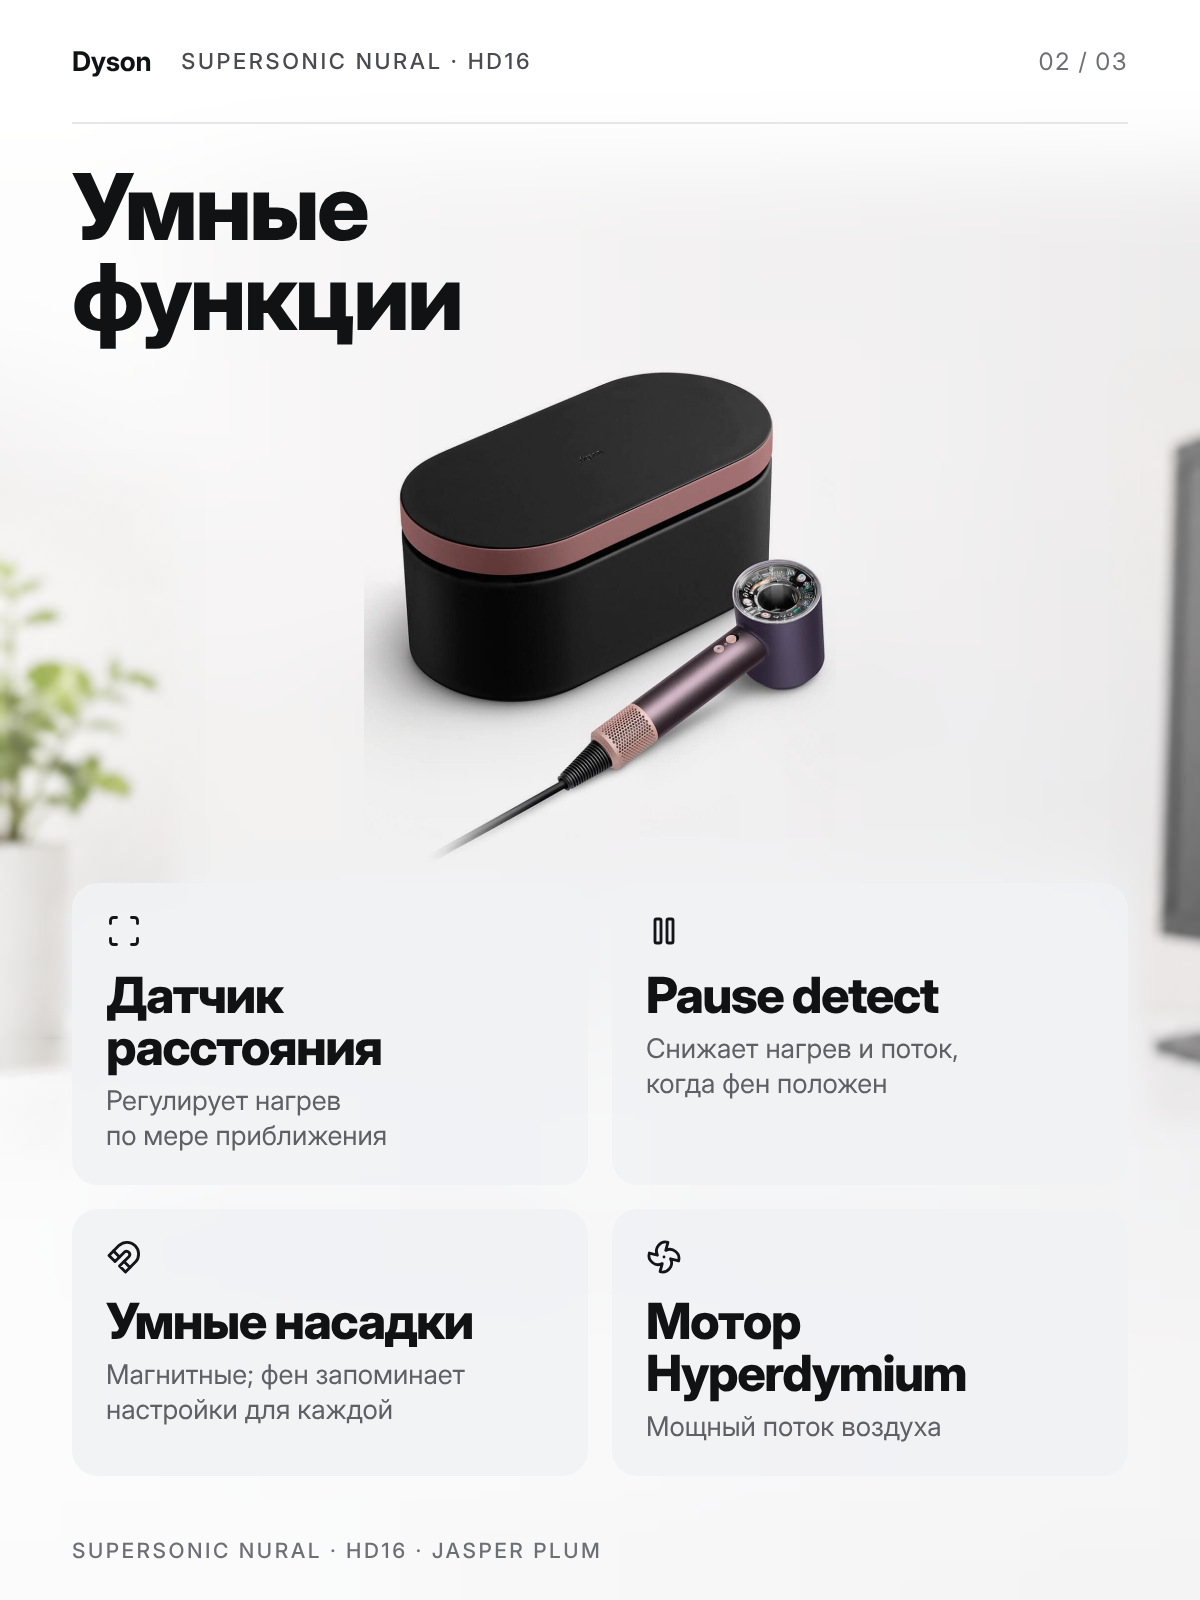 Dyson SUPERSONIC NURAL · HD16 02 / 03
Умные
функции
Датчик
расстояния
Регулирует нагрев
по мере приближения
Pause detect
Снижает нагрев и поток,
когда фен положен
Умные насадки
Магнитные; фен запоминает
настройки для каждой
Мотор
Hyperdymium
Мощный поток воздуха
SUPERSONIC NURAL · HD16 · JASPER PLUM